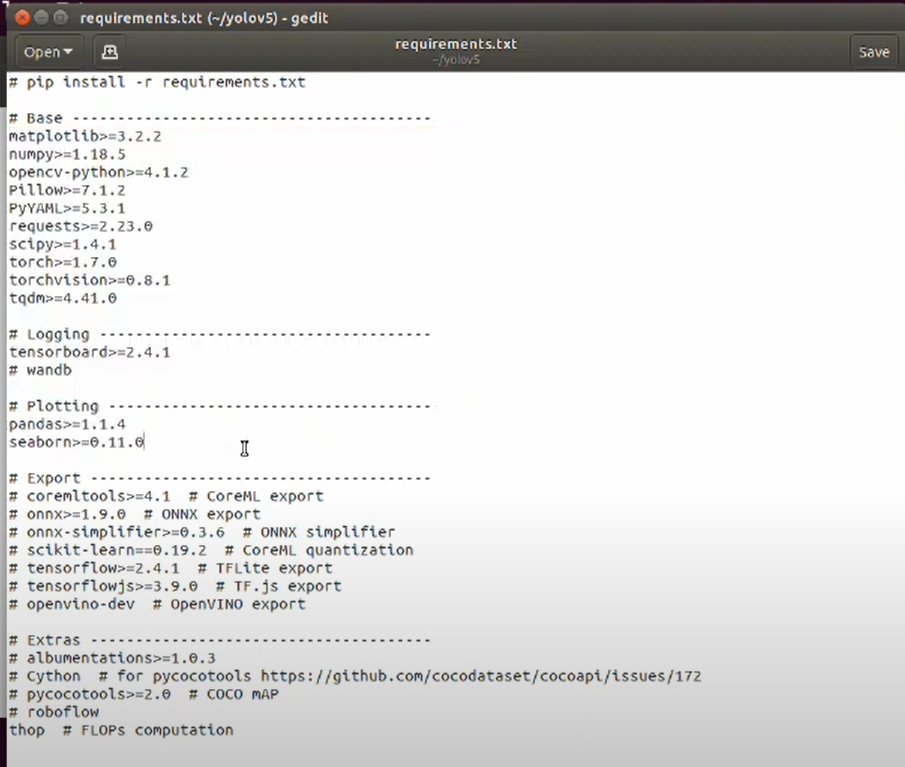 requirements.txt (~/yolov5) - gedit
Open
requirements.txt
~/yolov5
Save
# pip install -r requirements.txt
# Base ----------------------------------------
matplotlib>=3.2.2
numpy>=1.18.5
opencv-python>=4.1.2
Pillow>=7.1.2
PyYAML>=5.3.1
requests>=2.23.0
scipy>=1.4.1
torch>=1.7.0
torchvision>=0.8.1
tqdm>=4.41.0
# Logging -------------------------------------
tensorboard>=2.4.1
# wandb
# Plotting ------------------------------------
pandas>=1.1.4
seaborn>=0.11.0
# Export --------------------------------------
# coremltools>=4.1  # CoreML export
# onnx>=1.9.0  # ONNX export
# onnx-simplifier>=0.3.6  # ONNX simplifier
# scikit-learn==0.19.2  # CoreML quantization
# tensorflow>=2.4.1  # TFLite export
# tensorflowjs>=3.9.0  # TF.js export
# openvino-dev  # OpenVINO export
# Extras --------------------------------------
# albumentations>=1.0.3
# Cython  # for pycocotools https://github.com/cocodataset/cocoapi/issues/172
# pycocotools>=2.0  # COCO mAP
# roboflow
thop  # FLOPs computation